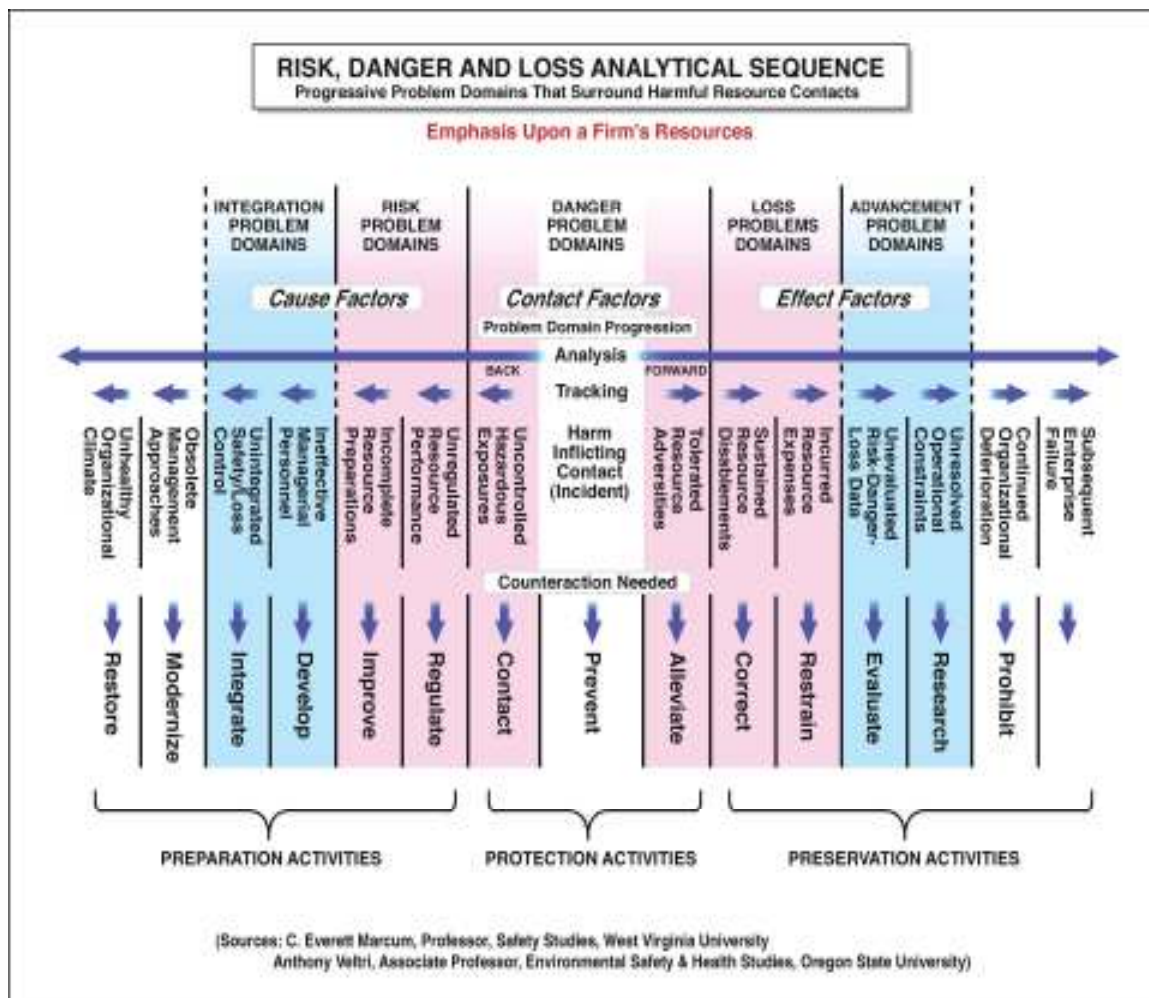 RISK, DANGER AND LOSS ANALYTICAL SEQUENCE
Progressive Problem Domains That Surround Harmful Resource Contacts
Emphasis Upon a Firm's Resources
INTEGRATION
PROBLEM
DOMAINS
RISK
PROBLEM
DOMAINS
DANGER
PROBLEM
DOMAINS
LOSS
PROBLEMS
DOMAINS
ADVANCEMENT
PROBLEM
DOMAINS
Cause Factors
Contact Factors
Effect Factors
Problem Domain Progression
Analysis
BACK
FORWARD
Tracking
Unhealthy
Organizational
Climate
Obsolete
Management
Approaches
Unintegrated
Safety/Loss
Control
Ineffective
Managerial
Personnel
Incomplete
Resource
Preparations
Unregulated
Resource
Performance
Uncontrolled
Hazardous
Exposures
Harm
Inflicting
Contact
(Incident)
Tolerated
Resource
Adversities
Sustained
Resource
Disablements
Incurred
Resource
Expenses
Unevaluated
Risk-Danger-
Loss Data
Unresolved
Operational
Constraints
Continued
Organizational
Deterioration
Subsequent
Enterprise
Failure
Counteraction Needed
Restore
Modernize
Integrate
Develop
Improve
Regulate
Contact
Prevent
Alleviate
Correct
Restrain
Evaluate
Research
Prohibit
PREPARATION ACTIVITIES
PROTECTION ACTIVITIES
PRESERVATION ACTIVITIES
(Sources: C. Everett Marcum, Professor, Safety Studies, West Virginia University
Anthony Veltri, Associate Professor, Environmental Safety & Health Studies, Oregon State University)